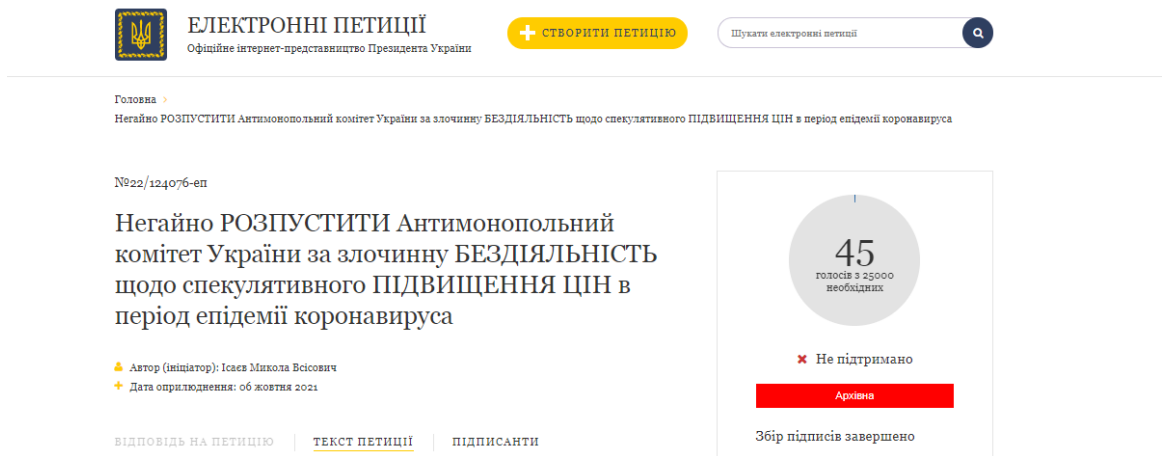 ЕЛЕКТРОННІ ПЕТИЦІЇ
Офіційне інтернет-представництво Президента України
СТВОРИТИ ПЕТИЦІЮ
Шукати електронні петиції
Головна >
Негайно РОЗПУСТИТИ Антимонопольний комітет України за злочинну БЕЗДІЯЛЬНІСТЬ щодо спекулятивного ПІДВИЩЕННЯ ЦІН в період епідемії коронавируса
№22/124076-еп
Негайно РОЗПУСТИТИ Антимонопольний
комітет України за злочинну БЕЗДІЯЛЬНІСТЬ
щодо спекулятивного ПІДВИЩЕННЯ ЦІН в
період епідемії коронавируса
Автор (ініціатор): Ісаєв Микола Всісович
Дата оприлюднення: 06 жовтня 2021
ВІДПОВІДЬ НА ПЕТИЦІЮ
ТЕКСТ ПЕТИЦІЇ
ПІДПИСАНТИ
45
голосів з 25000
необхідних
Не підтримано
Архівна
Збір підписів завершено